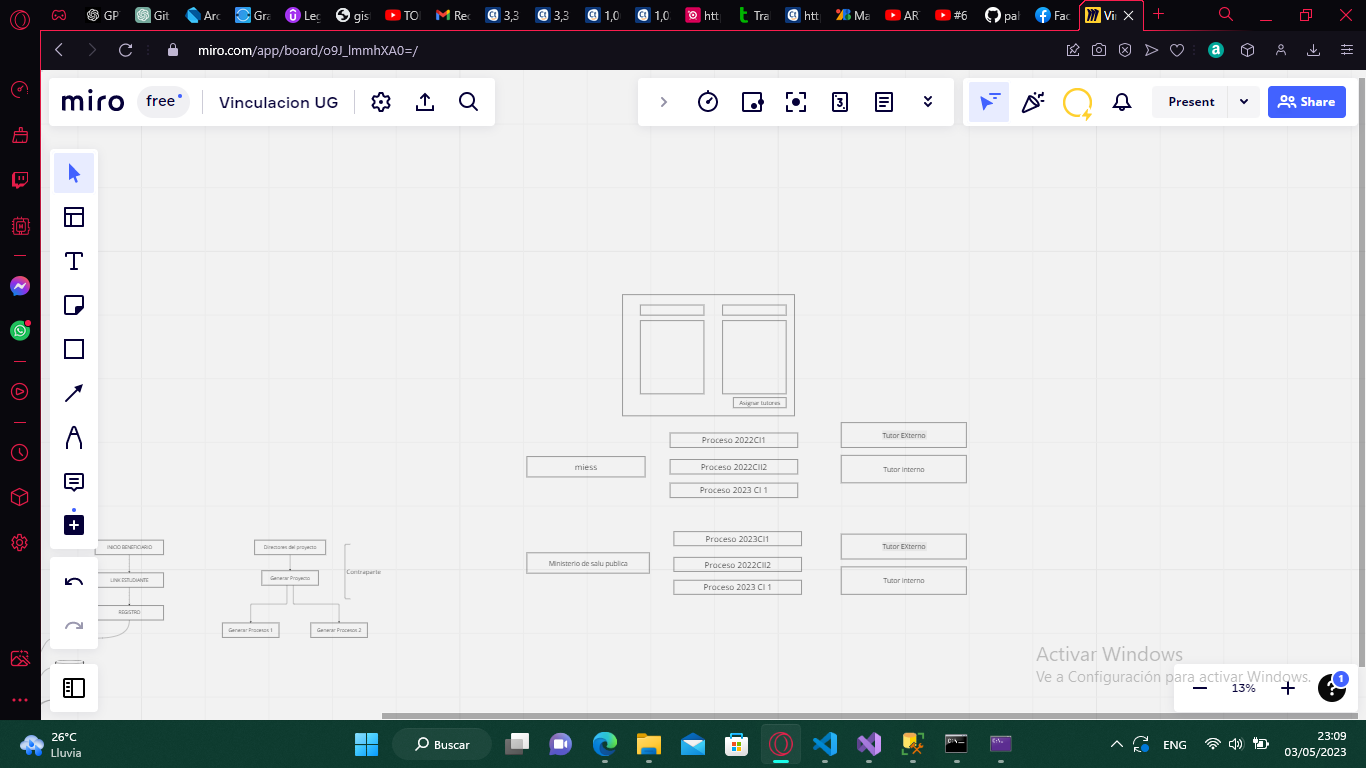 GP
Git
Arc
Gra
Leg
gis
TO
Rec
3,3
3,3
1,0
1,0
htt
Tra
htt
Ma
AR
#6
pal
Fac
Vir
miro.com/app/board/o9J_lmmhXA0=/
miro
free
Vinculacion UG
Present
Share
Asignar tutores
Proceso 2022CI1
Tutor EXterno
miess
Proceso 2022CII2
Tutor interno
Proceso 2023 CI 1
Proceso 2023CI1
INICIO BENEFICIARIO
Directores del proyecto
Tutor EXterno
Ministerio de salu publica
Proceso 2022CII2
Contraparte
LINK ESTUDIANTE
Generar Proyecto
Tutor interno
Proceso 2023 CI 1
REGISTRO
Generar Procesos 1
Generar Procesos 2
Activar Windows
Ve a Configuración para activar Windows.
13%
1
26°C
Lluvia
Buscar
ENG
23:09
03/05/2023